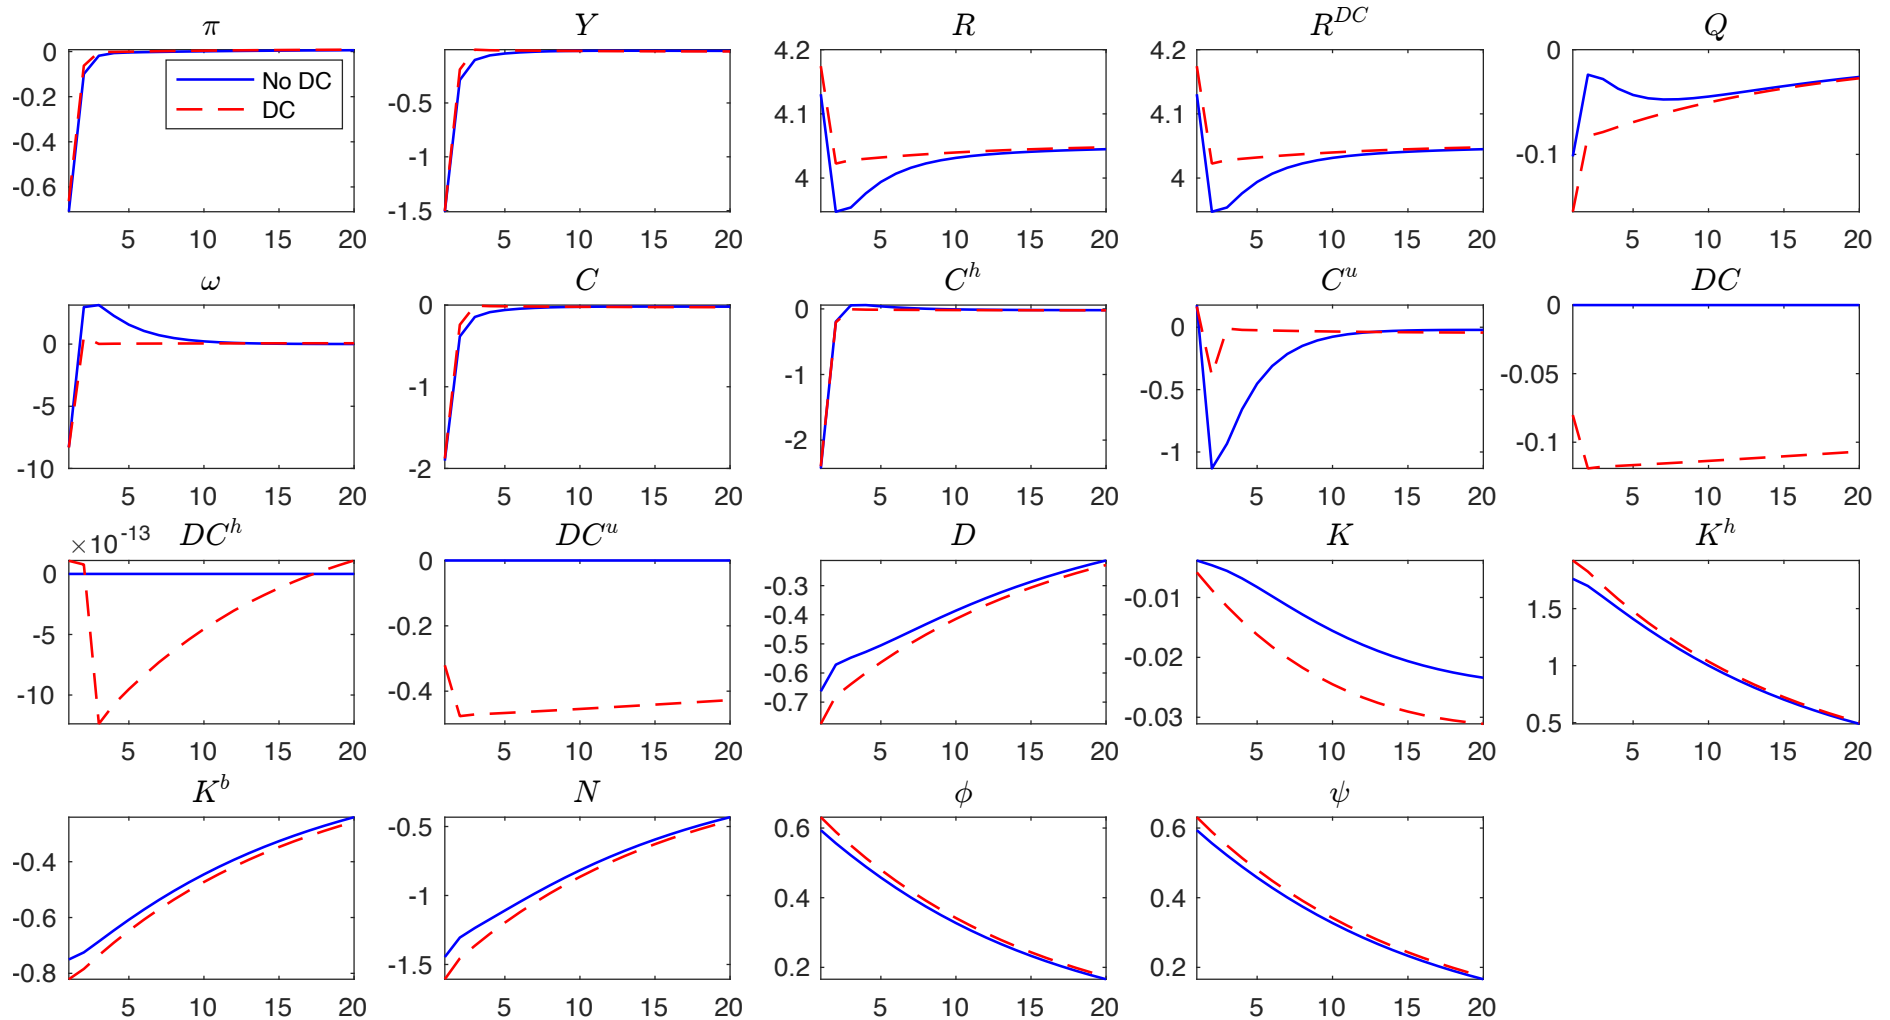 π Y R R^{DC} Q
0 -0.2 -0.4 -0.6
No DC
DC
5 10 15 20
-0.5 -1 -1.5
5 10 15 20
4.2 4.1 4
5 10 15 20
4.2 4.1 4
5 10 15 20
0 -0.1
5 10 15 20
ω C C^h C^u DC
0 -5 -10
5 10 15 20
0 -1 -2
5 10 15 20
0 -1 -2
5 10 15 20
0 -0.5 -1
5 10 15 20
0 -0.05 -0.1
5 10 15 20
DC^h DC^u D K K^h
×10^{-13}
0 -5 -10
5 10 15 20
0 -0.2 -0.4
5 10 15 20
-0.3 -0.4 -0.5 -0.6 -0.7
5 10 15 20
-0.01 -0.02 -0.03
5 10 15 20
1.5 1 0.5
5 10 15 20
K^b N ϕ ψ
-0.4 -0.6 -0.8
5 10 15 20
-0.5 -1 -1.5
5 10 15 20
0.6 0.4 0.2
5 10 15 20
0.6 0.4 0.2
5 10 15 20